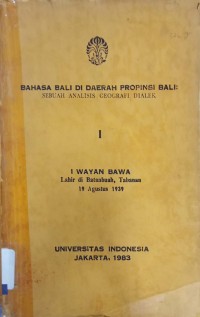 BAHASA BALI DI DAERAH PROPINSI BALI:
SEBUAH ANALISIS GEOGRAFI DIALEK
I
I WAYAN BAWA
Lahir di Batanbuah, Tabanan
19 Agustus 1939
UNIVERSITAS INDONESIA
JAKARTA, 1983